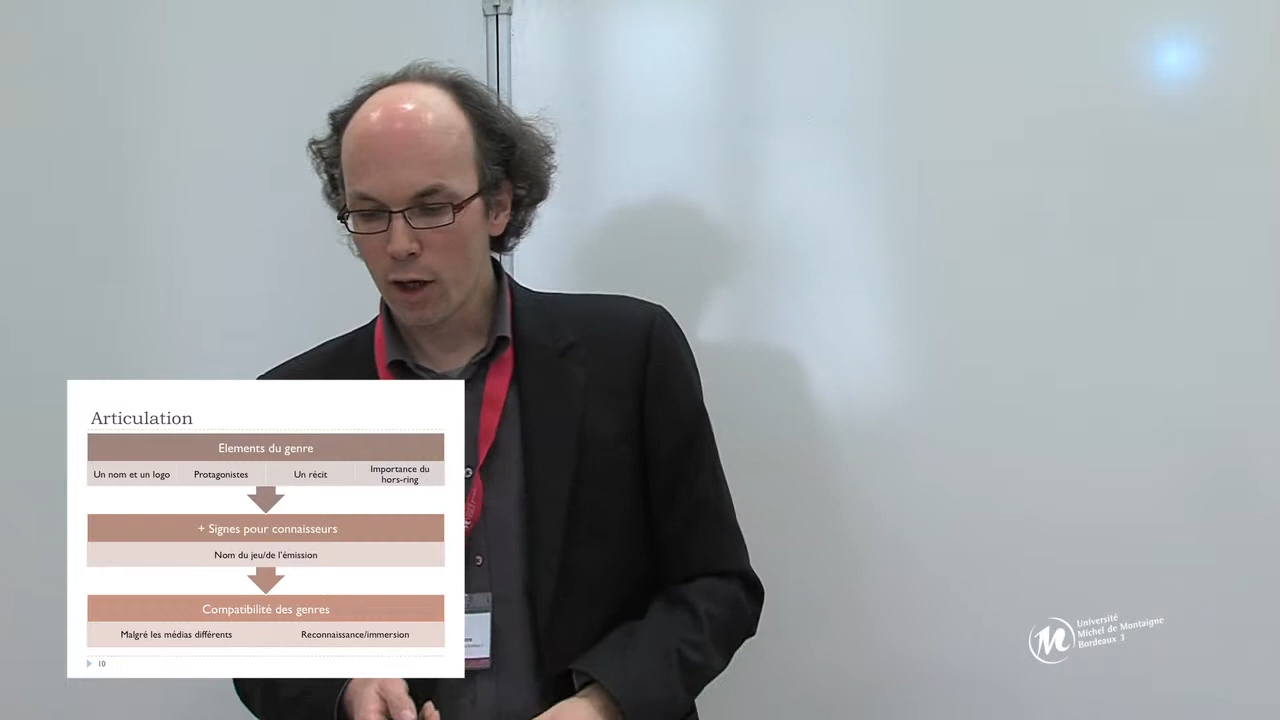 Articulation
Elements du genre
Un nom et un logo
Protagonistes
Un récit
Importance du
hors-ring
+ Signes pour connaisseurs
Nom du jeu/de l'émission
Compatibilité des genres
Malgré les médias différents
Reconnaissance/immersion
10
Université
Michel de Montaigne
Bordeaux 3